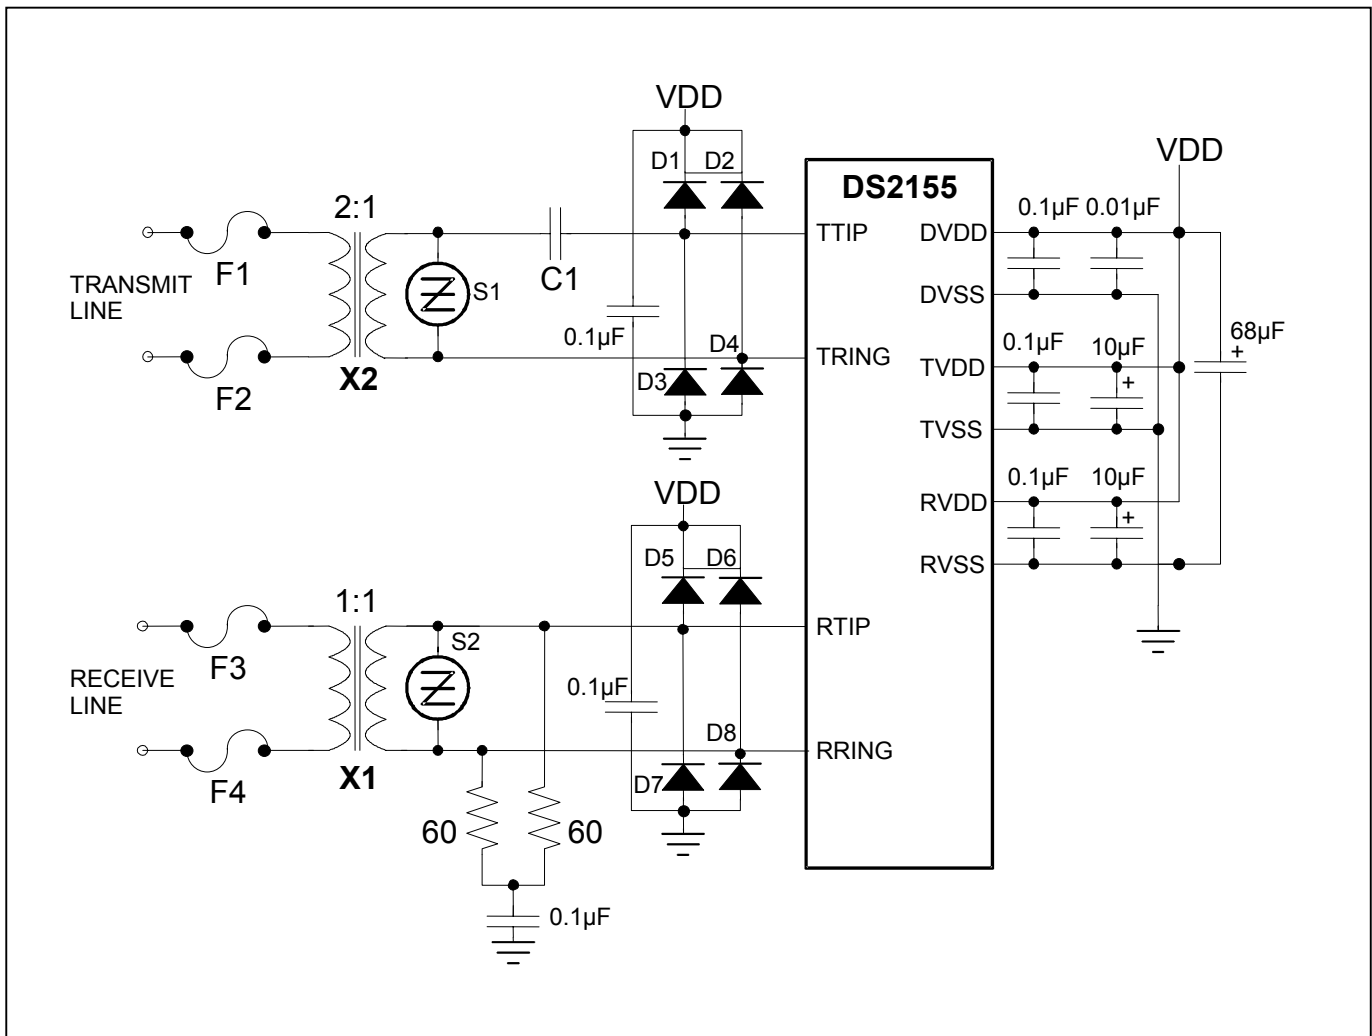 VDD
D1 D2
DS2155
VDD
2:1
0.1µF 0.01µF
TTIP DVDD
F1
C1
TRANSMIT
LINE
S1
DVSS
0.1µF
D4
0.1µF 10µF
68µF
+
TRING TVDD
F2
X2
D3
+
TVSS
VDD
0.1µF 10µF
RVDD
+
D5 D6
RVSS
1:1
RTIP
F3
S2
RECEIVE
LINE
0.1µF
D8
RRING
F4
X1
D7
60 60
0.1µF